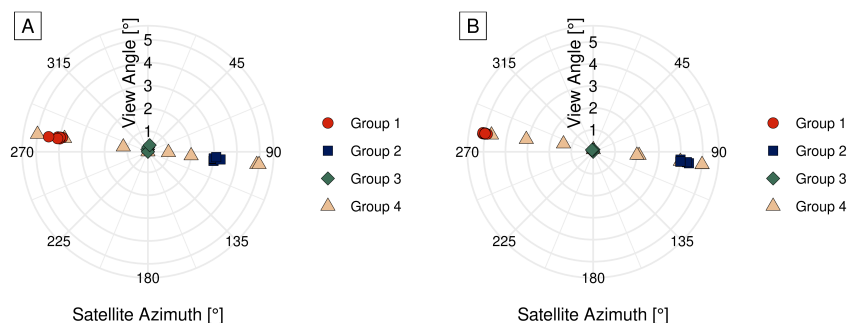 A
View Angle [°]
5
4
3
2
1
315
45
270
90
225
135
180
Satellite Azimuth [°]
Group 1
Group 2
Group 3
Group 4
B
View Angle [°]
5
4
3
2
1
315
45
270
90
225
135
180
Satellite Azimuth [°]
Group 1
Group 2
Group 3
Group 4